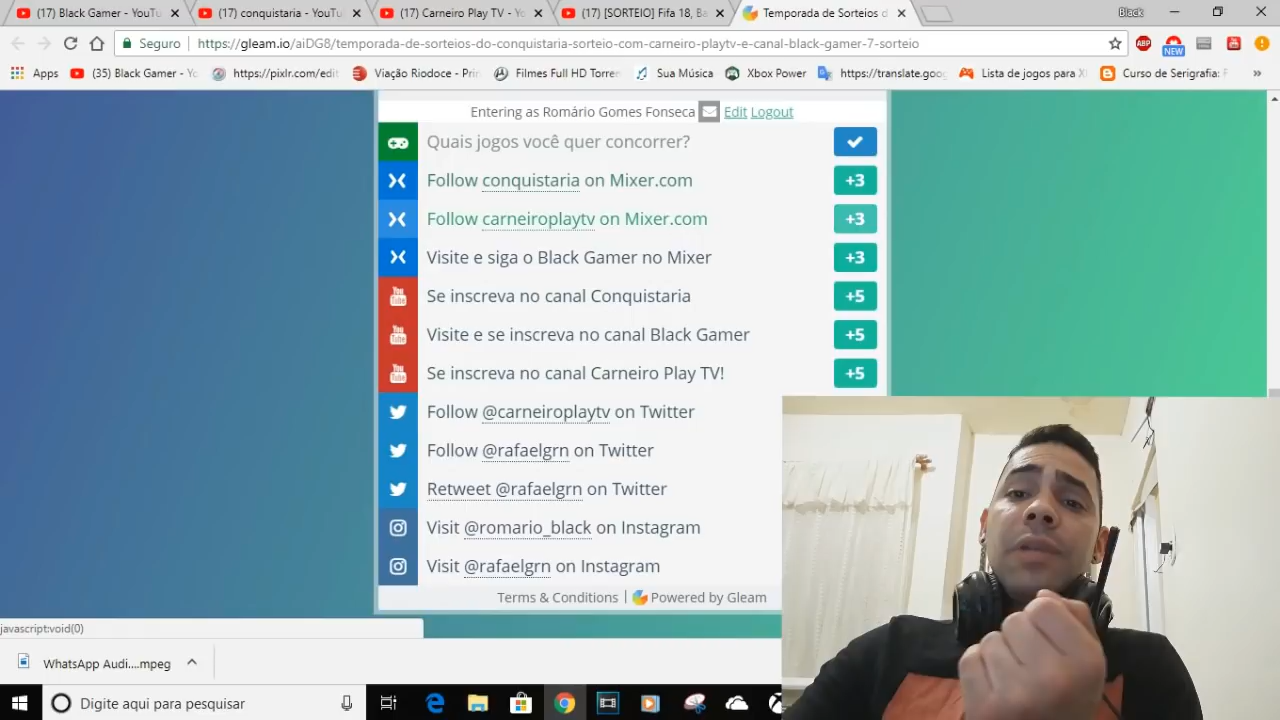 (17) Black Gamer - YouTu
(17) conquistaria - YouTu
(17) Carneiro Play TV - Yo
(17) [SORTEIO] Fifa 18, Ba
Temporada de Sorteios d
Black
Seguro
https://gleam.io/aiDG8/temporada-de-sorteios-do-conquistaria-sorteio-com-carneiro-playtv-e-canal-black-gamer-7-sorteio
ABP
NEW
Apps
(35) Black Gamer - Yo
https://pixlr.com/edit
Viação Riodoce - Prin
Filmes Full HD Torren
Sua Música
Xbox Power
https://translate.goog
Lista de jogos para X
Curso de Serigrafia: F
»
Entering as Romário Gomes Fonseca Edit Logout
Quais jogos você quer concorrer?
Follow conquistaria on Mixer.com +3
Follow carneiroplaytv on Mixer.com +3
Visite e siga o Black Gamer no Mixer +3
You Tube Se inscreva no canal Conquistaria +5
You Tube Visite e se inscreva no canal Black Gamer +5
You Tube Se inscreva no canal Carneiro Play TV! +5
Follow @carneiroplaytv on Twitter
Follow @rafaelgrn on Twitter
Retweet @rafaelgrn on Twitter
Visit @romario_black on Instagram
Visit @rafaelgrn on Instagram
Terms & Conditions | Powered by Gleam
javascript:void(0)
WhatsApp Audi....mpeg
Digite aqui para pesquisar